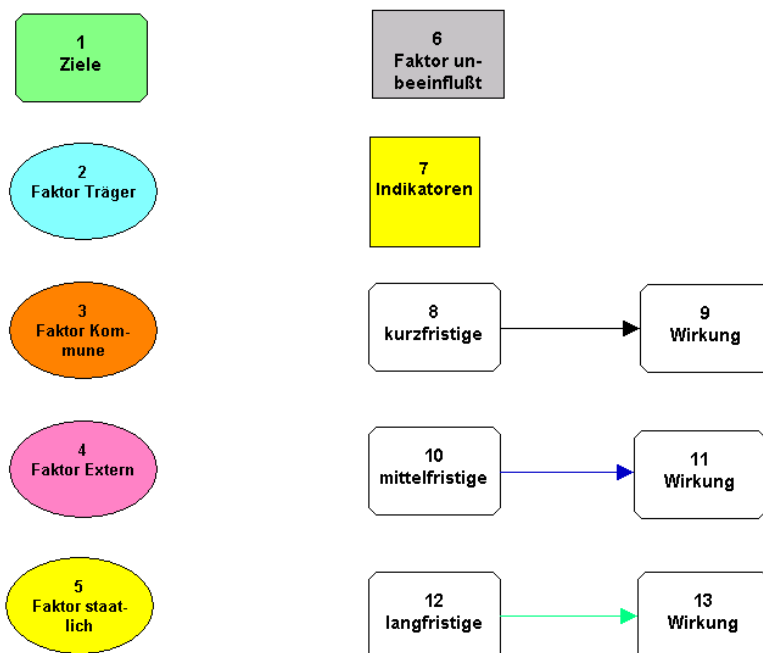 1
Ziele
2
Faktor Träger
3
Faktor Kom-
mune
4
Faktor Extern
5
Faktor staat-
lich
6
Faktor un-
beeinflußt
7
Indikatoren
8
kurzfristige
9
Wirkung
10
mittelfristige
11
Wirkung
12
langfristige
13
Wirkung